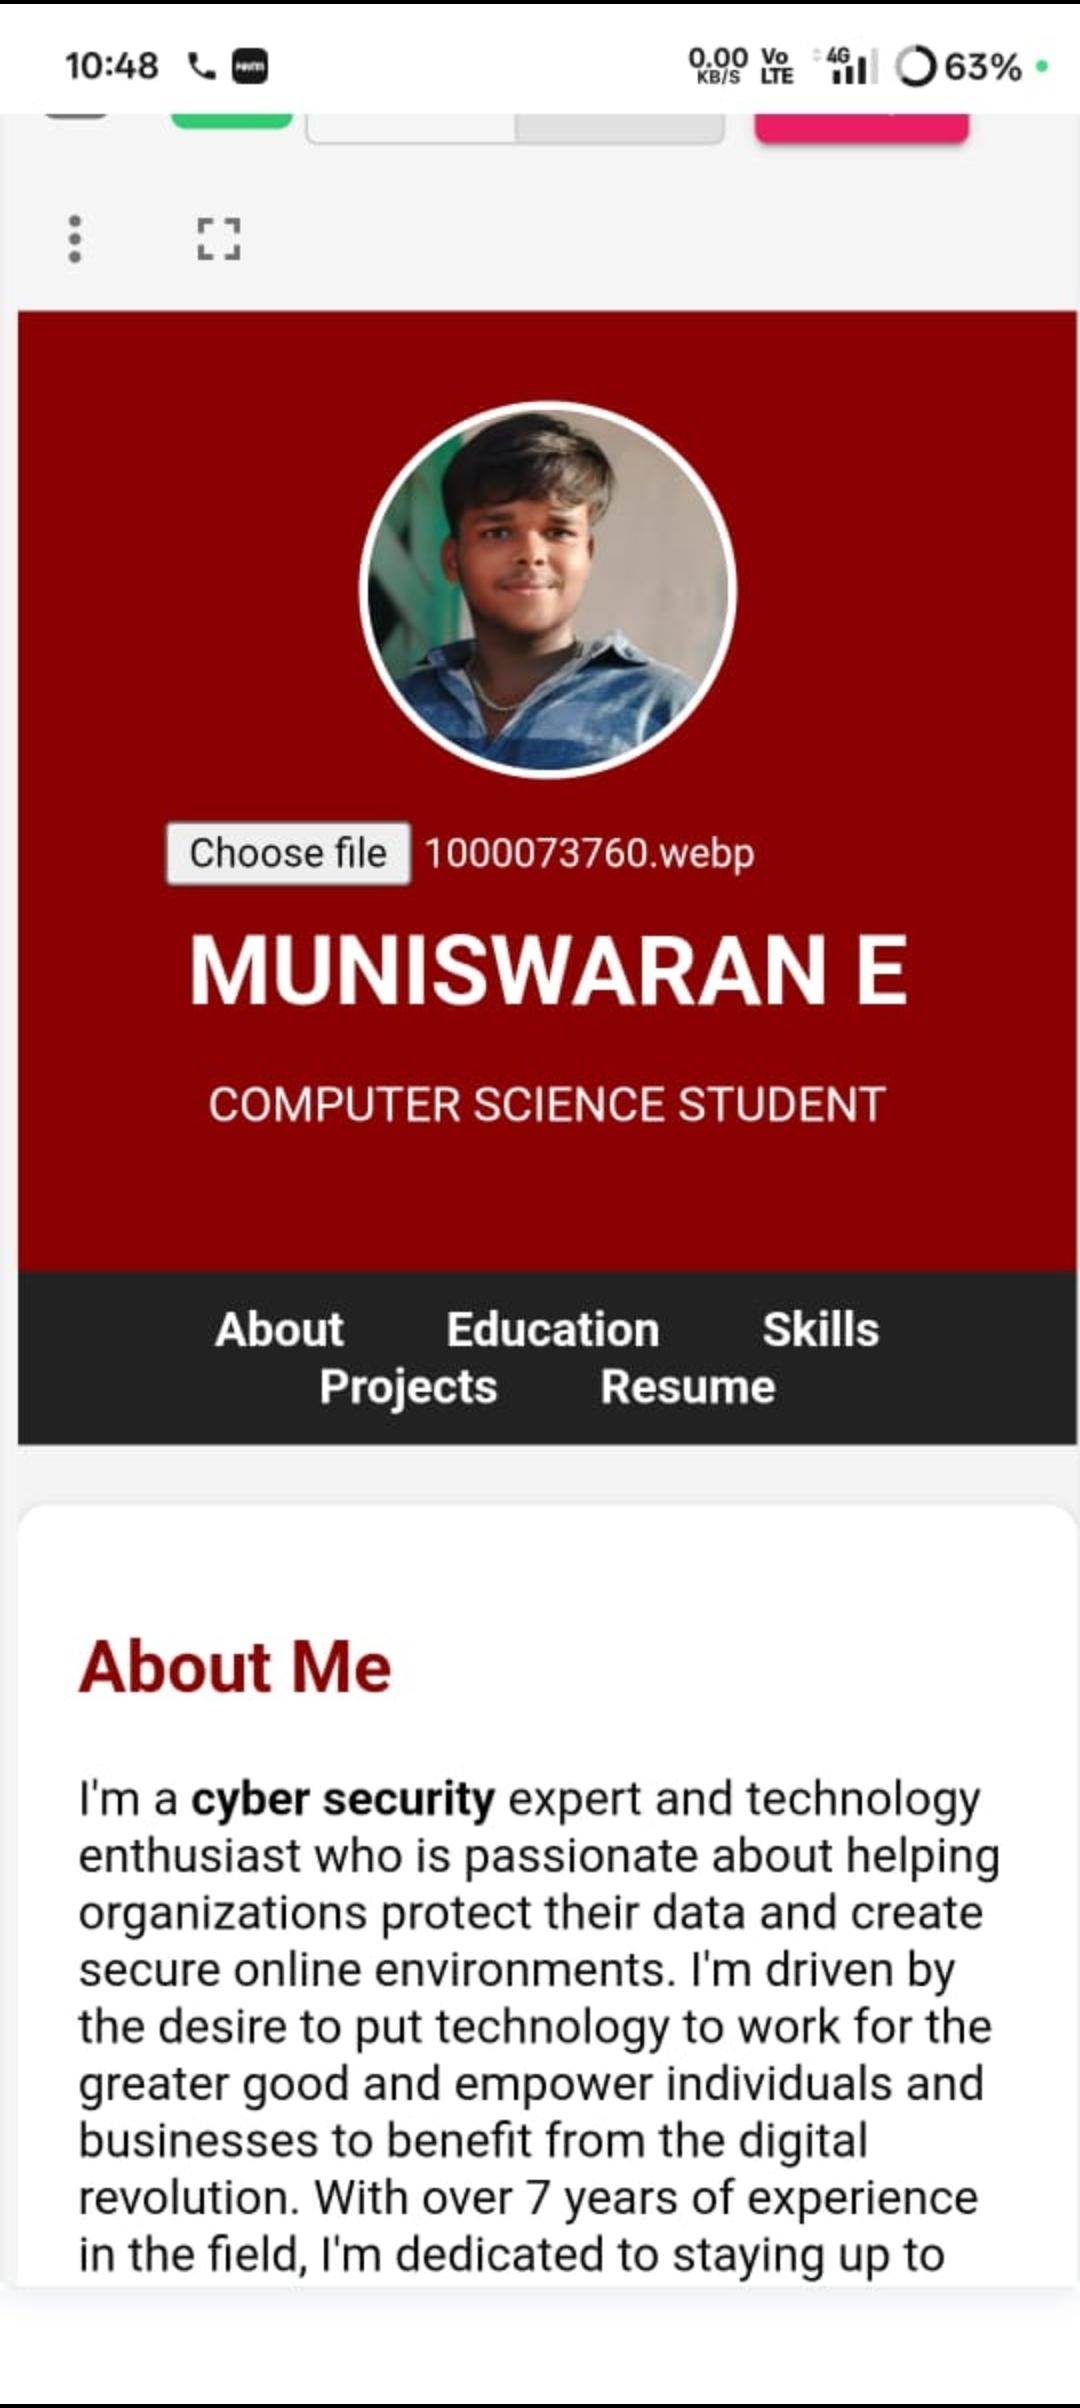 10:48 paytm 0.00 KB/S Vo LTE 4G 63%
Choose file 1000073760.webp
MUNISWARAN E
COMPUTER SCIENCE STUDENT
About Education Skills
Projects Resume
About Me
I'm a cyber security expert and technology
enthusiast who is passionate about helping
organizations protect their data and create
secure online environments. I'm driven by
the desire to put technology to work for the
greater good and empower individuals and
businesses to benefit from the digital
revolution. With over 7 years of experience
in the field, I'm dedicated to staying up to